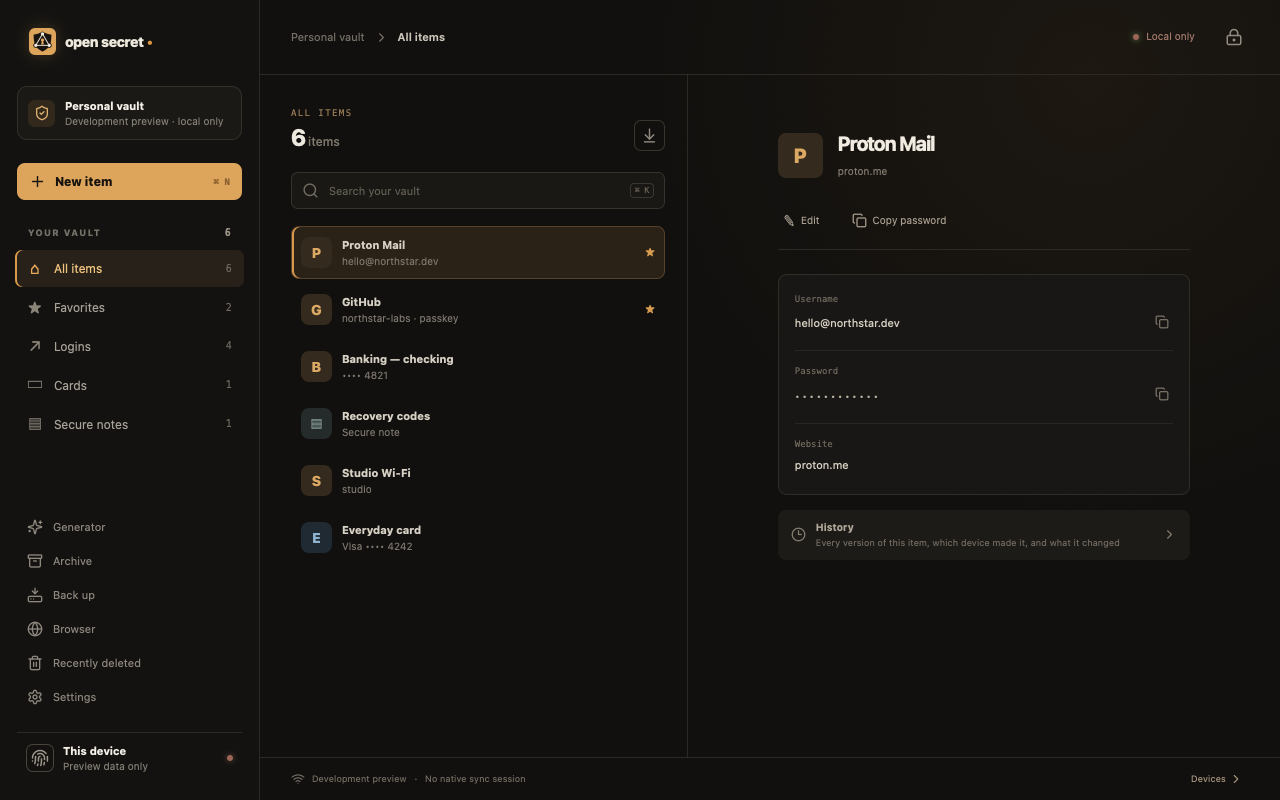 open secret
Personal vault
Development preview · local only
New item ⌘ N
YOUR VAULT 6
All items 6
Favorites 2
Logins 4
Cards 1
Secure notes 1
Generator
Archive
Back up
Browser
Recently deleted
Settings
This device
Preview data only
Personal vault > All items
Local only
ALL ITEMS
6 items
Search your vault ⌘ K
P Proton Mail
hello@northstar.dev
G GitHub
northstar-labs · passkey
B Banking — checking
•••• 4821
Recovery codes
Secure note
S Studio Wi-Fi
studio
E Everyday card
Visa •••• 4242
P Proton Mail
proton.me
Edit Copy password
Username
hello@northstar.dev
Password
••••••••••••
Website
proton.me
History
Every version of this item, which device made it, and what it changed
Development preview · No native sync session
Devices